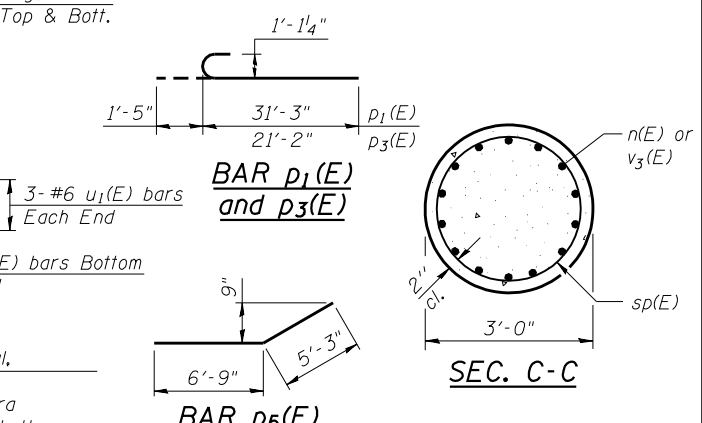 Top & Bott.
1'-1¼"
1'-5"
31'-3"
p1(E)
21'-2"
p3(E)
BAR p1(E)
and p3(E)
n(E) or
v3(E)
3-#6 u1(E) bars
Each End
E) bars Bottom
9"
2"
cl.
sp(E)
5'-3"
6'-9"
3'-0"
SEC. C-C
BAR p5(E)